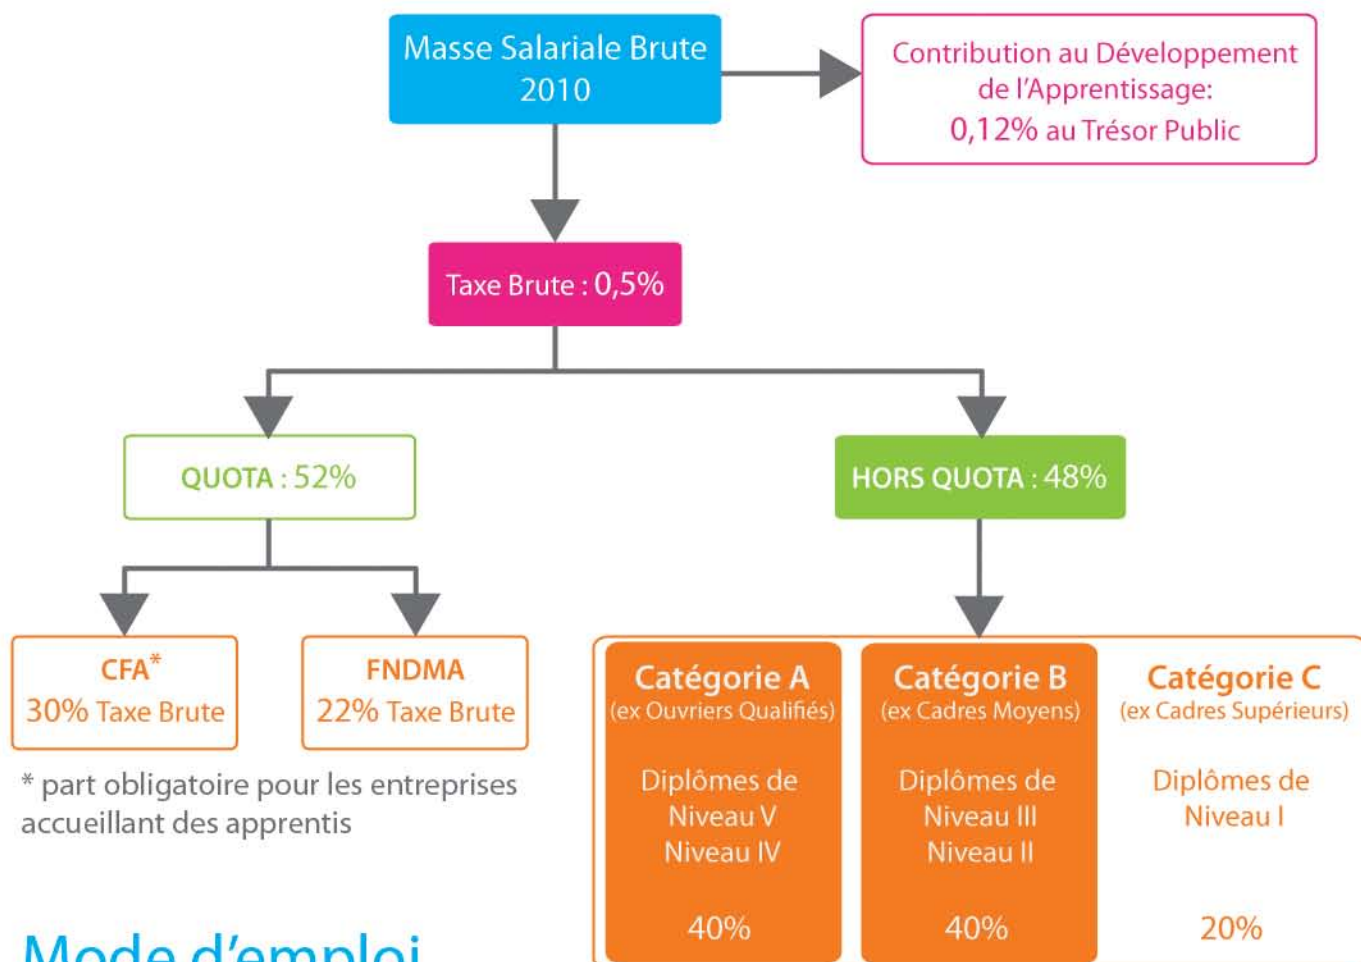 Masse Salariale Brute
2010
Contribution au Développement
de l'Apprentissage:
0,12% au Trésor Public
Taxe Brute : 0,5%
QUOTA : 52%
HORS QUOTA : 48%
CFA*
30% Taxe Brute
FNDMA
22% Taxe Brute
* part obligatoire pour les entreprises
accueillant des apprentis
Catégorie A
(ex Ouvriers Qualifiés)
Diplômes de
Niveau V
Niveau IV
40%
Catégorie B
(ex Cadres Moyens)
Diplômes de
Niveau III
Niveau II
40%
Catégorie C
(ex Cadres Supérieurs)
Diplômes de
Niveau I
20%
Mode d'emploi